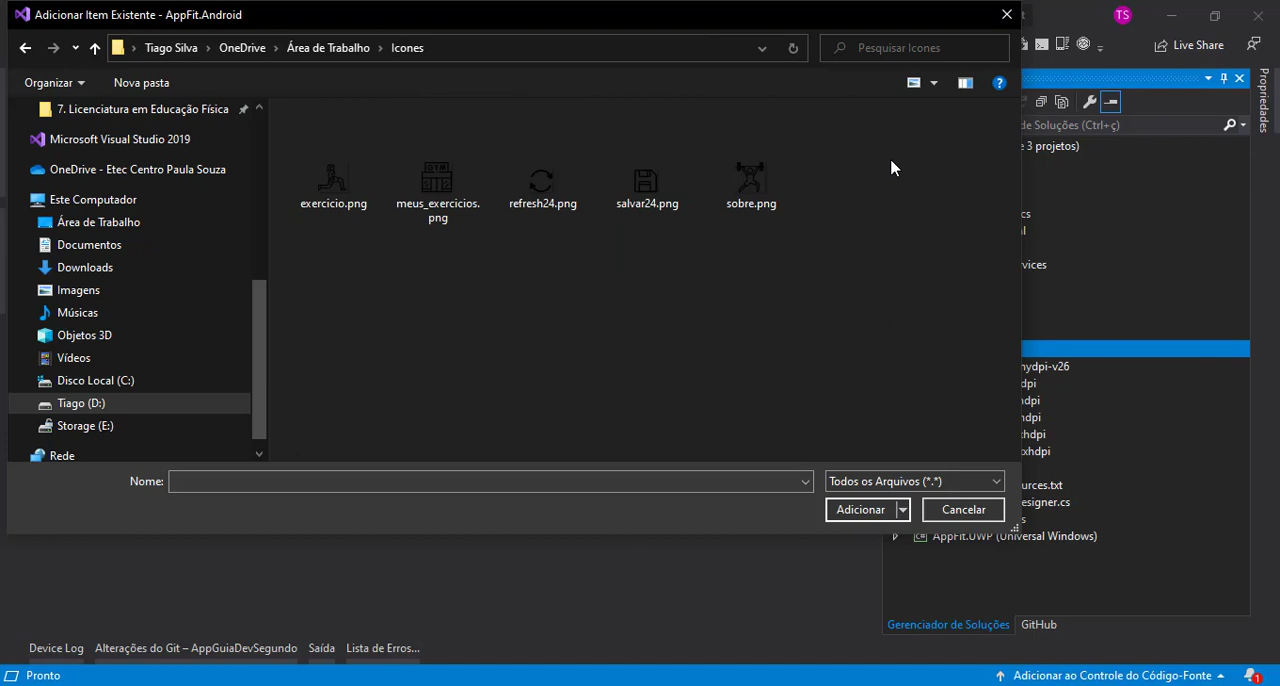 Adicionar Item Existente - AppFit.Android
TS
Tiago Silva › OneDrive › Área de Trabalho › Icones
Pesquisar Icones
Live Share
Organizar
Nova pasta
7. Licenciatura em Educação Física
Microsoft Visual Studio 2019
OneDrive - Etec Centro Paula Souza
Este Computador
Área de Trabalho
Documentos
Downloads
Imagens
Músicas
Objetos 3D
Vídeos
Disco Local (C:)
Tiago (D:)
Storage (E:)
Rede
GYM
exercicio.png
meus_exercicios.
png
refresh24.png
salvar24.png
sobre.png
Nome:
Todos os Arquivos (*.*)
Adicionar
Cancelar
de Soluções (Ctrl+ç)
e 3 projetos)
cs
l
vices
nydpi-v26
dpi
hdpi
hdpi
xhdpi
xxhdpi
urces.txt
esigner.cs
s
AppFit.UWP (Universal Windows)
Propriedades
Gerenciador de Soluções
GitHub
Device Log
Alterações do Git – AppGuiaDevSegundo
Saída
Lista de Erros...
Pronto
Adicionar ao Controle do Código-Fonte
1